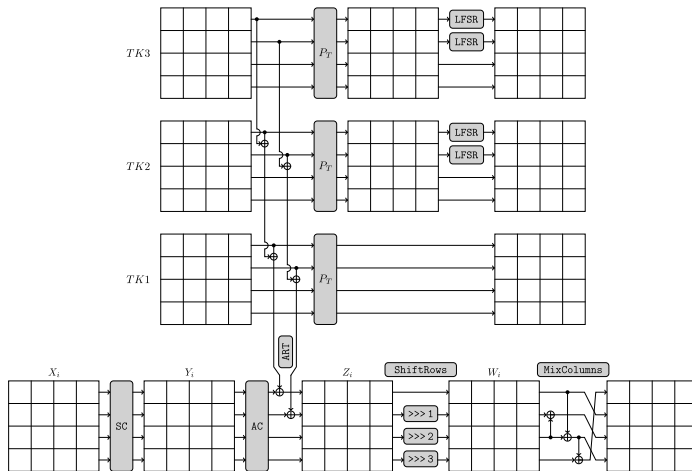 LFSR
LFSR
TK3
P_T
LFSR
LFSR
TK2
P_T
TK1
P_T
ART
X_i
Y_i
Z_i
ShiftRows
W_i
MixColumns
SC
AC
>>> 1
>>> 2
>>> 3